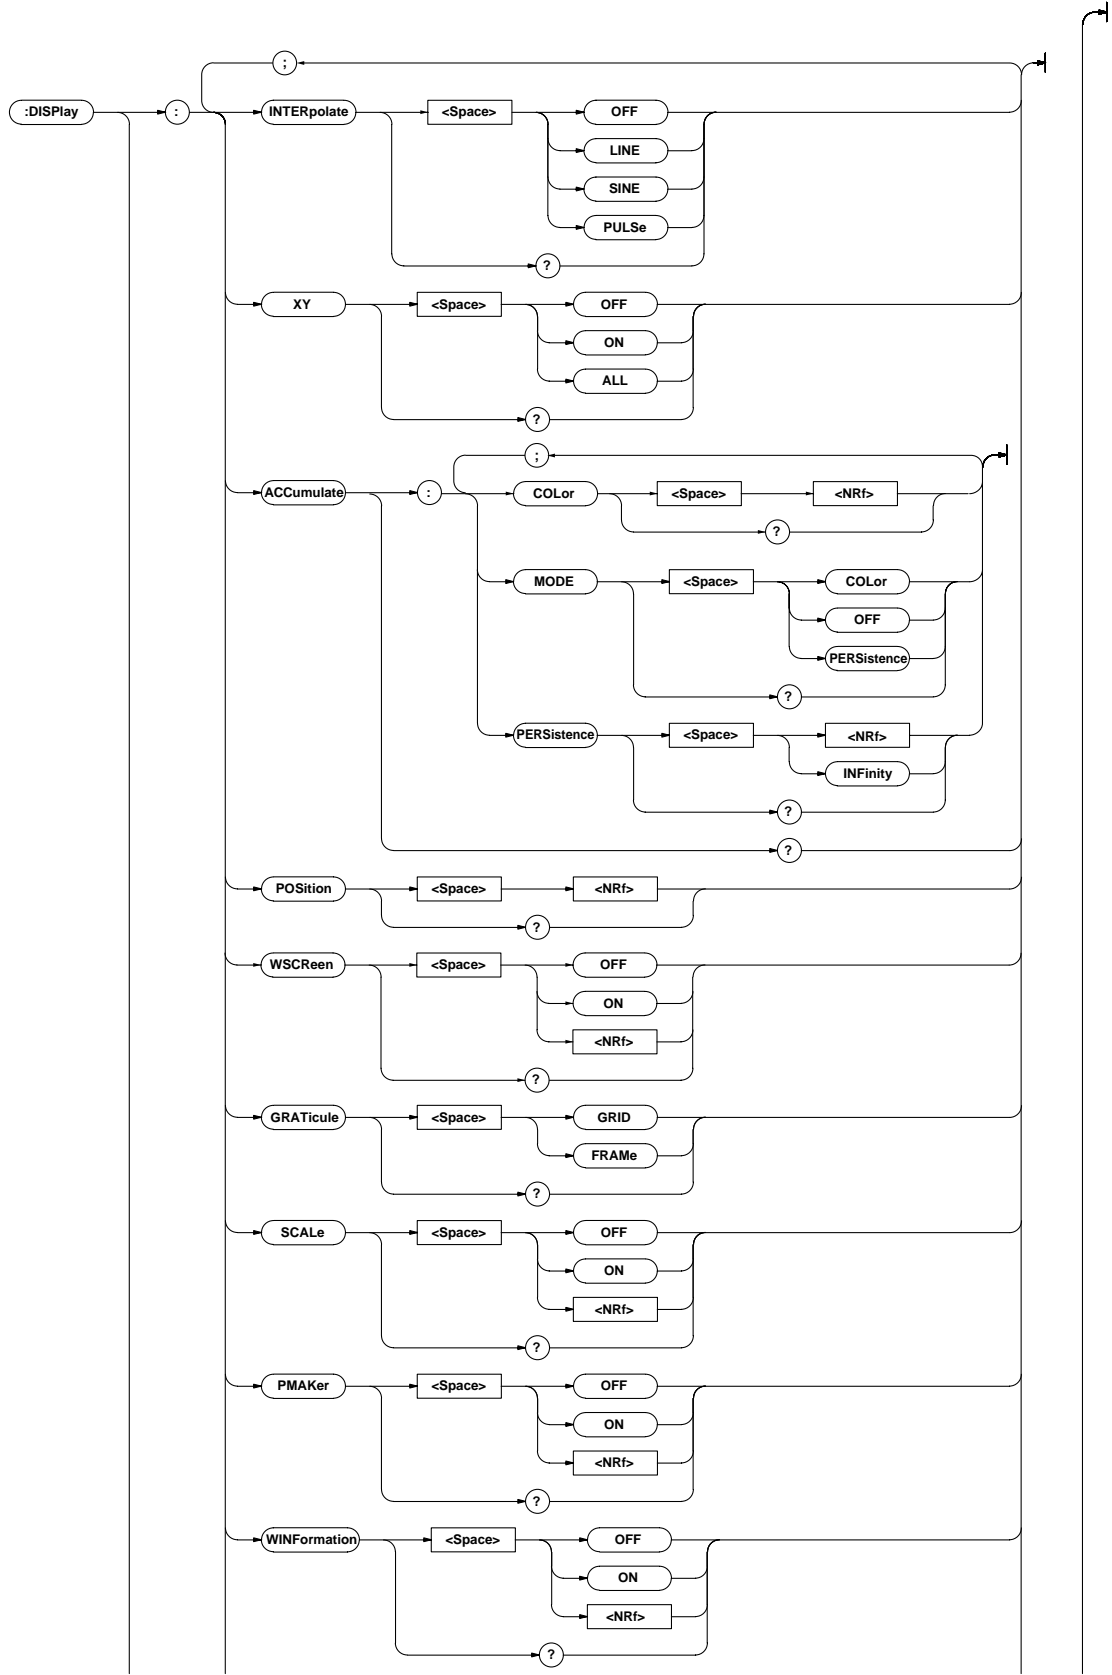 ;
:DISPlay : INTERpolate <Space> OFF
LINE
SINE
PULSe
?
XY <Space> OFF
ON
ALL
?
;
ACCumulate : COLor <Space> <NRf>
?
MODE <Space> COLor
OFF
PERSistence
?
PERSistence <Space> <NRf>
INFinity
?
?
POSition <Space> <NRf>
?
WSCReen <Space> OFF
ON
<NRf>
?
GRATicule <Space> GRID
FRAMe
?
SCALe <Space> OFF
ON
<NRf>
?
PMAKer <Space> OFF
ON
<NRf>
?
WINFormation <Space> OFF
ON
<NRf>
?